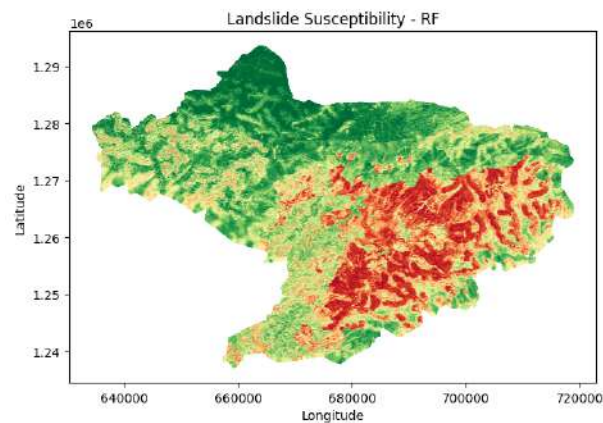 Landslide Susceptibility - RF
1e6
1.29
1.28
1.27
1.26
1.25
1.24
Latitude
640000 660000 680000 700000 720000
Longitude